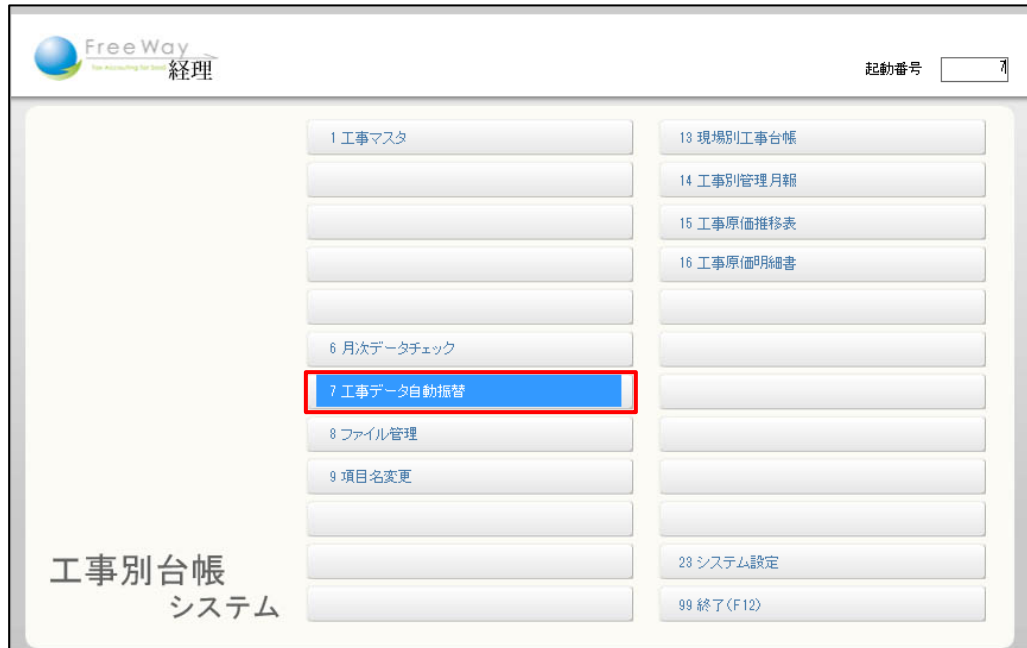 FreeWay
経理
起動番号 7
1 工事マスタ
6 月次データチェック
7 工事データ自動振替
8 ファイル管理
9 項目名変更
13 現場別工事台帳
14 工事別管理月報
15 工事原価推移表
16 工事原価明細書
23 システム設定
99 終了(F12)
工事別台帳
システム